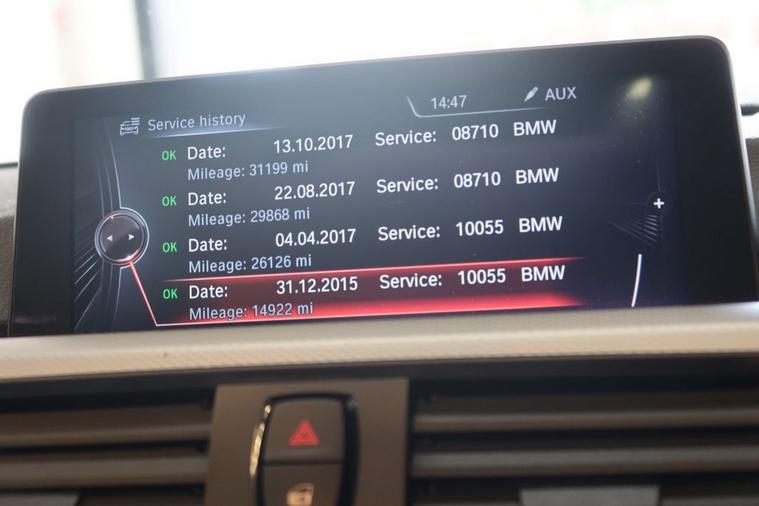 Service history
14:47
AUX
OK Date: 13.10.2017 Service: 08710 BMW
Mileage: 31199 mi
OK Date: 22.08.2017 Service: 08710 BMW
Mileage: 29868 mi
OK Date: 04.04.2017 Service: 10055 BMW
Mileage: 26126 mi
OK Date: 31.12.2015 Service: 10055 BMW
Mileage: 14922 mi